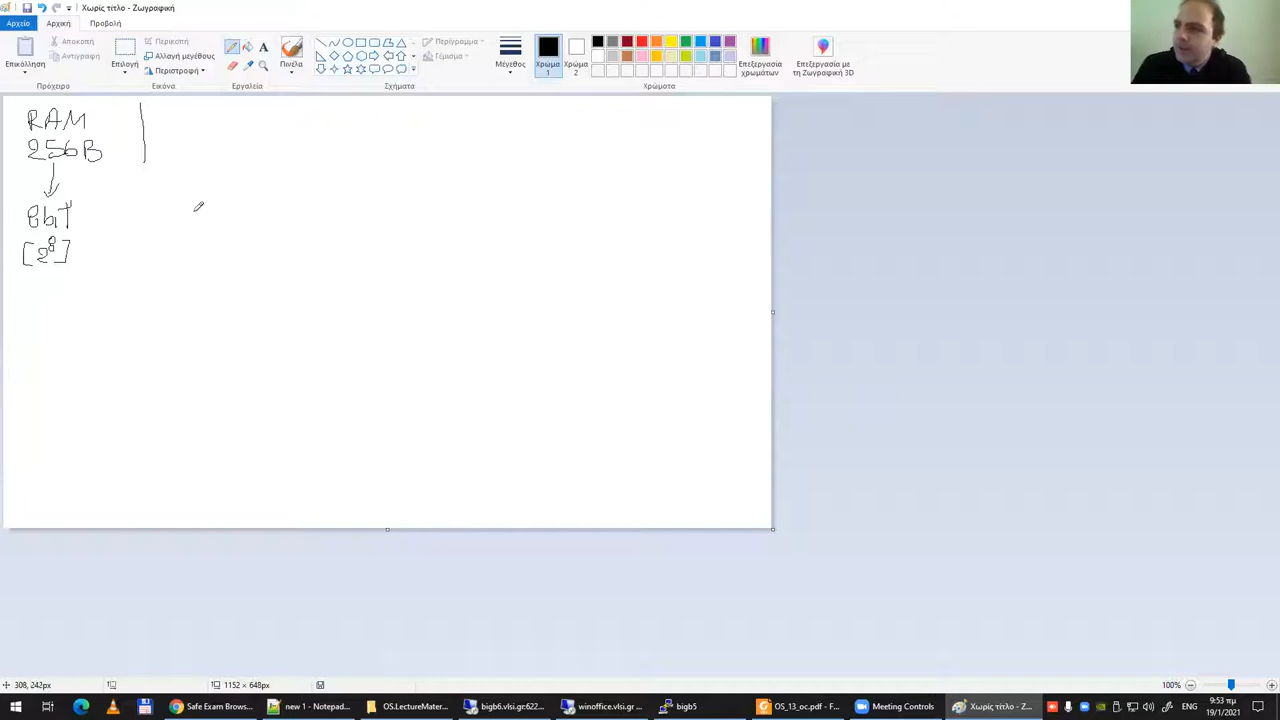 Χωρίς τίτλο - Ζωγραφική
Αρχείο Αρχική Προβολή
Αποκοπή
Αντιγραφή
Επιλογή
Περικοπή
Αλλαγή μεγέθους
Περιστροφή
A
Πινέλα
Περίγραμμα
Γέμισμα
Μέγεθος
Χρώμα 1
Χρώμα 2
Επεξεργασία χρωμάτων
Επεξεργασία με τη Ζωγραφική 3D
Πρόχειρο Εικόνα Εργαλεία Σχήματα Χρώματα
RAM
256B
8bit
[2⁸]
308, 242px 1152 × 648px 100%
Safe Exam Brows... new 1 - Notepad... OS.LectureMater... bigb6.vlsi.gr:622... winoffice.vlsi.gr ... bigb5 OS_13_oc.pdf - F... Meeting Controls Χωρίς τίτλο - Ζ... ENG 9:53 πμ
19/1/2021